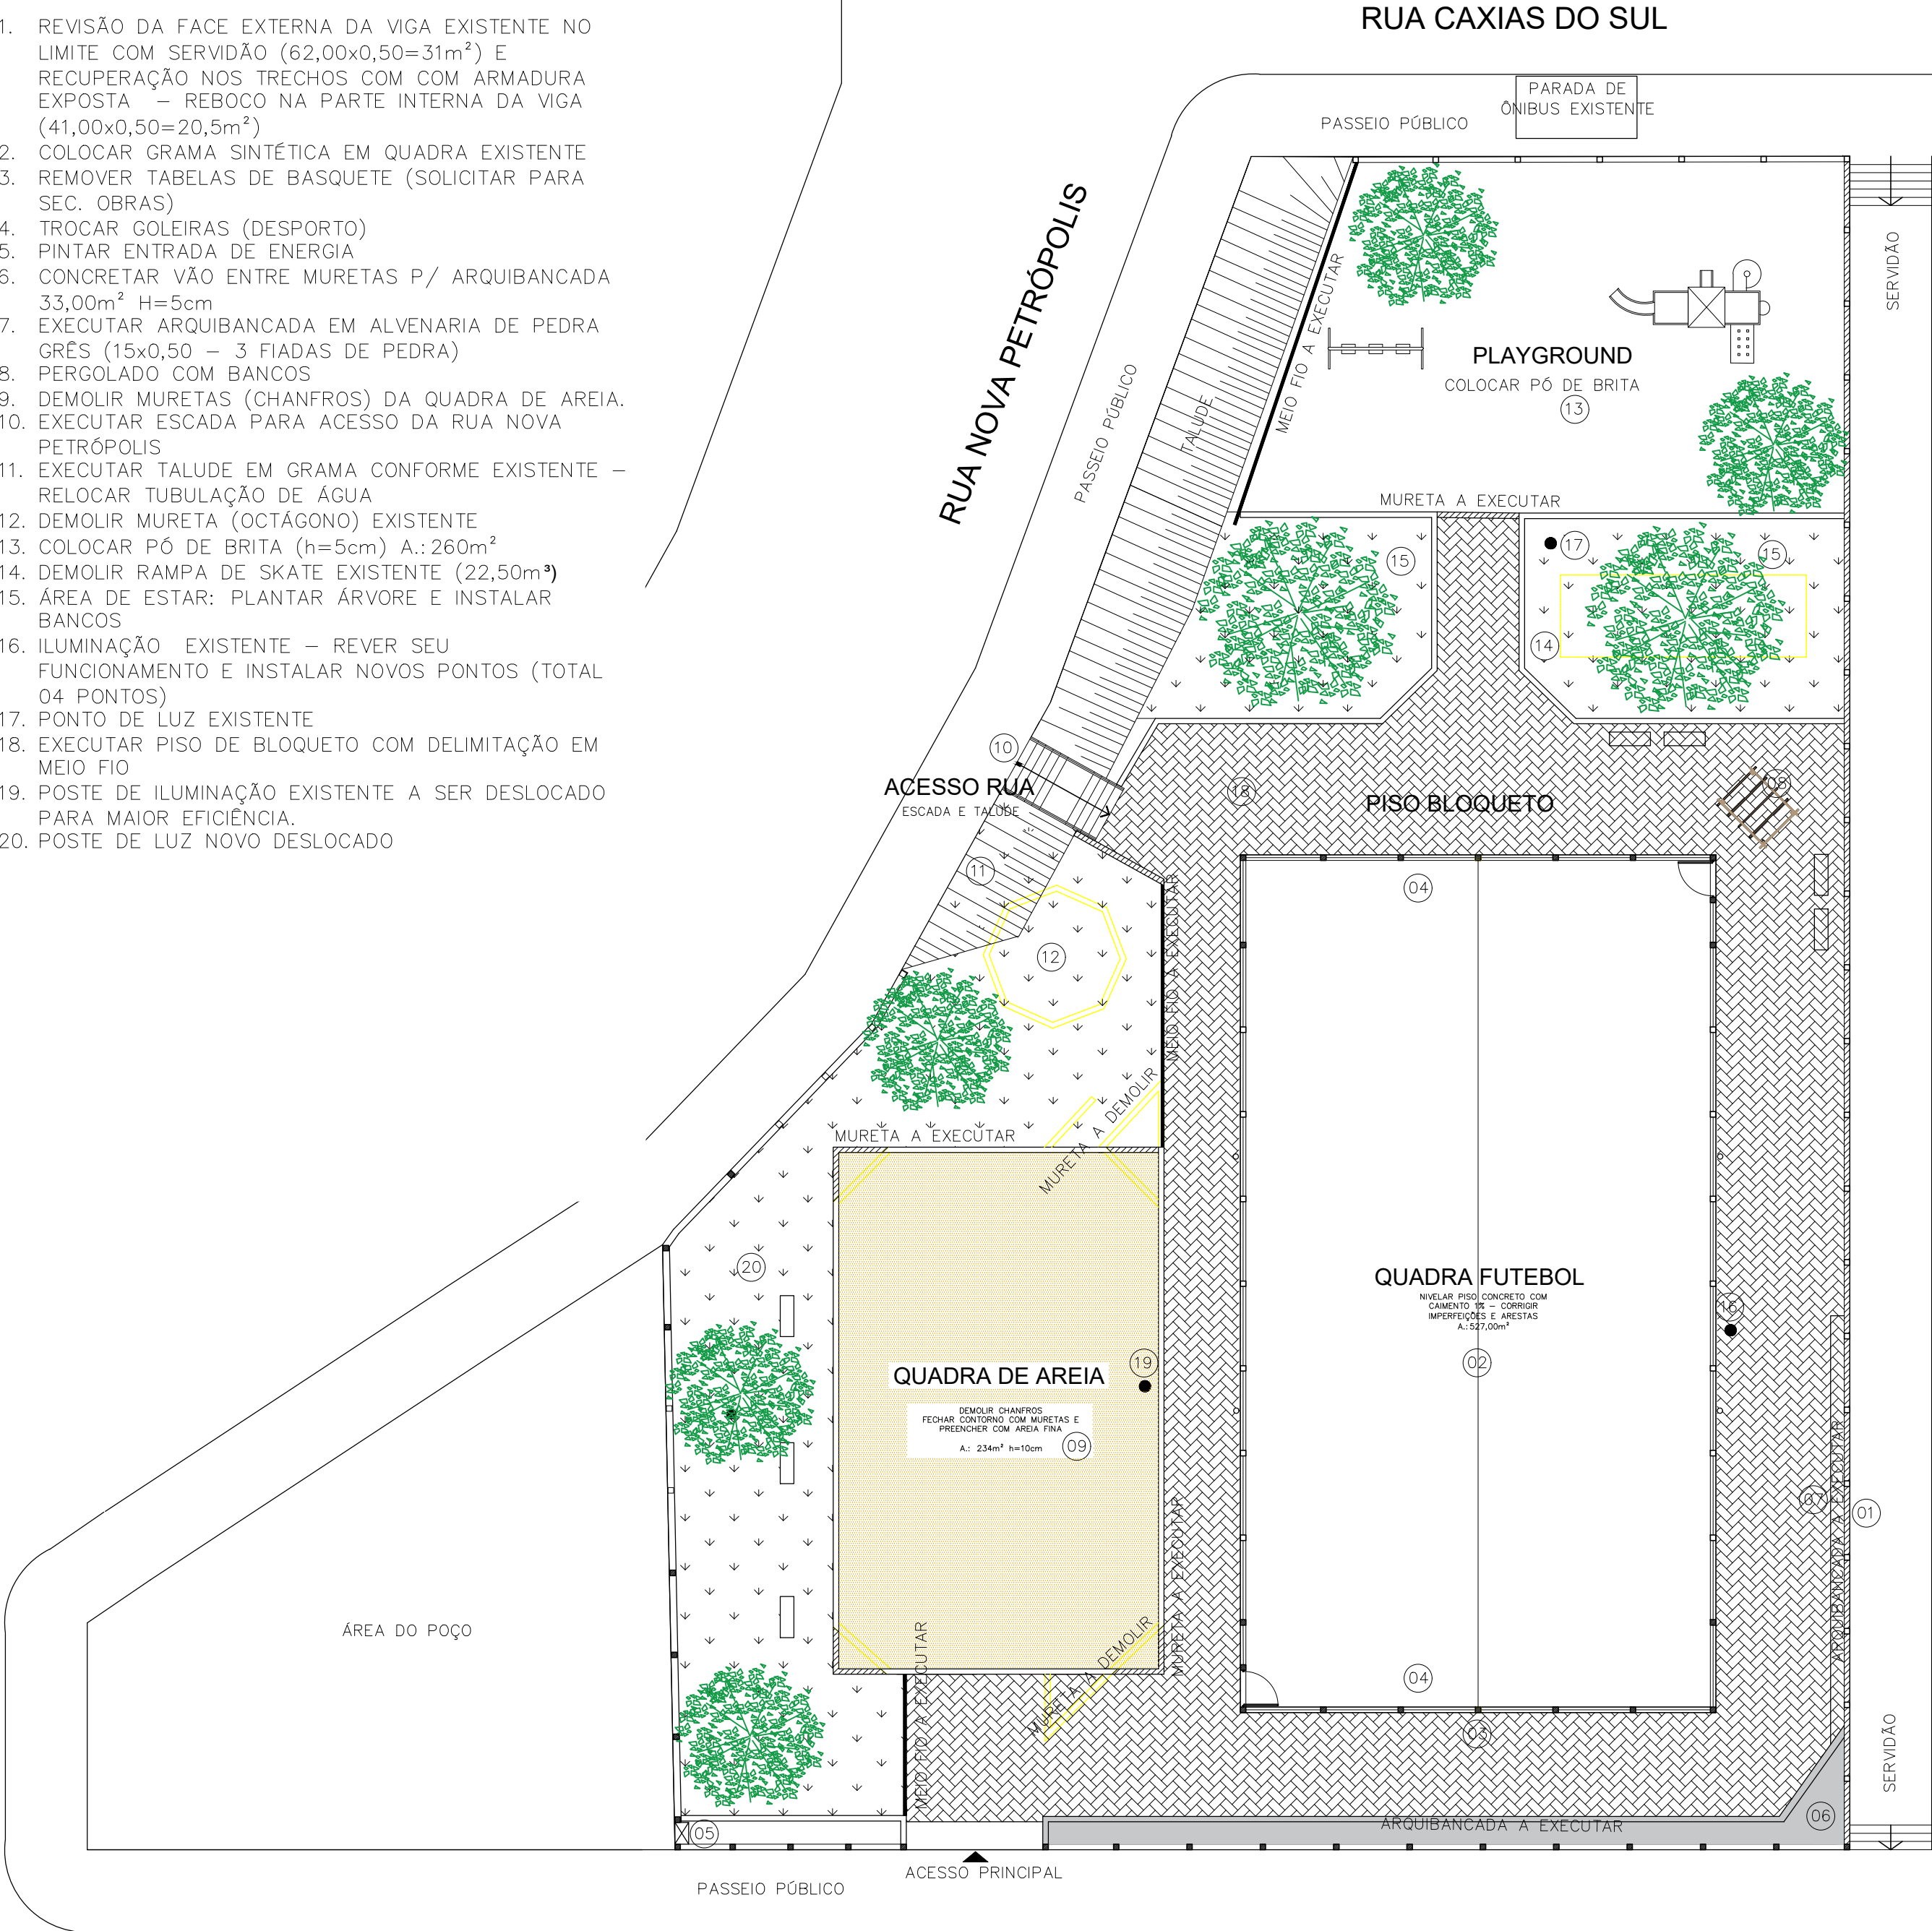 1. REVISÃO DA FACE EXTERNA DA VIGA EXISTENTE NO
LIMITE COM SERVIDÃO (62,00x0,50=31m²) E
RECUPERAÇÃO NOS TRECHOS COM COM ARMADURA
EXPOSTA – REBOCO NA PARTE INTERNA DA VIGA
(41,00x0,50=20,5m²)
2. COLOCAR GRAMA SINTÉTICA EM QUADRA EXISTENTE
3. REMOVER TABELAS DE BASQUETE (SOLICITAR PARA
SEC. OBRAS)
4. TROCAR GOLEIRAS (DESPORTO)
5. PINTAR ENTRADA DE ENERGIA
6. CONCRETAR VÃO ENTRE MURETAS P/ ARQUIBANCADA
33,00m² H=5cm
7. EXECUTAR ARQUIBANCADA EM ALVENARIA DE PEDRA
GRÊS (15x0,50 – 3 FIADAS DE PEDRA)
8. PERGOLADO COM BANCOS
9. DEMOLIR MURETAS (CHANFROS) DA QUADRA DE AREIA.
10. EXECUTAR ESCADA PARA ACESSO DA RUA NOVA
PETRÓPOLIS
11. EXECUTAR TALUDE EM GRAMA CONFORME EXISTENTE –
RELOCAR TUBULAÇÃO DE ÁGUA
12. DEMOLIR MURETA (OCTÁGONO) EXISTENTE
13. COLOCAR PÓ DE BRITA (h=5cm) A.: 260m²
14. DEMOLIR RAMPA DE SKATE EXISTENTE (22,50m³)
15. ÁREA DE ESTAR: PLANTAR ÁRVORE E INSTALAR
BANCOS
16. ILUMINAÇÃO EXISTENTE – REVER SEU
FUNCIONAMENTO E INSTALAR NOVOS PONTOS (TOTAL
04 PONTOS)
17. PONTO DE LUZ EXISTENTE
18. EXECUTAR PISO DE BLOQUETO COM DELIMITAÇÃO EM
MEIO FIO
19. POSTE DE ILUMINAÇÃO EXISTENTE A SER DESLOCADO
PARA MAIOR EFICIÊNCIA.
20. POSTE DE LUZ NOVO DESLOCADO
RUA CAXIAS DO SUL
PARADA DE
ÔNIBUS EXISTENTE
PASSEIO PÚBLICO
RUA NOVA PETRÓPOLIS
PASSEIO PÚBLICO
TALUDE
MEIO FIO A EXECUTAR
SERVIDÃO
PLAYGROUND
COLOCAR PÓ DE BRITA
13
MURETA A EXECUTAR
15
17
15
14
10
ACESSO RUA
ESCADA E TALUDE
18
PISO BLOQUETO
08
11
04
12
MEIO FIO A EXECUTAR
MURETA A EXECUTAR
MURETA A DEMOLIR
20
QUADRA FUTEBOL
NIVELAR PISO CONCRETO COM
CAIMENTO 1% – CORRIGIR
IMPERFEIÇÕES E ARESTAS
A.: 527,00m²
16
02
19
QUADRA DE AREIA
DEMOLIR CHANFROS
FECHAR CONTORNO COM MURETAS E
PREENCHER COM AREIA FINA
A.: 234m² h=10cm
09
07
01
ARQUIBANCADA A EXECUTAR
MURETA A EXECUTAR
ÁREA DO POÇO
MEIO FIO A EXECUTAR
MURETA A DEMOLIR
04
03
SERVIDÃO
05
ARQUIBANCADA A EXECUTAR
06
ACESSO PRINCIPAL
PASSEIO PÚBLICO